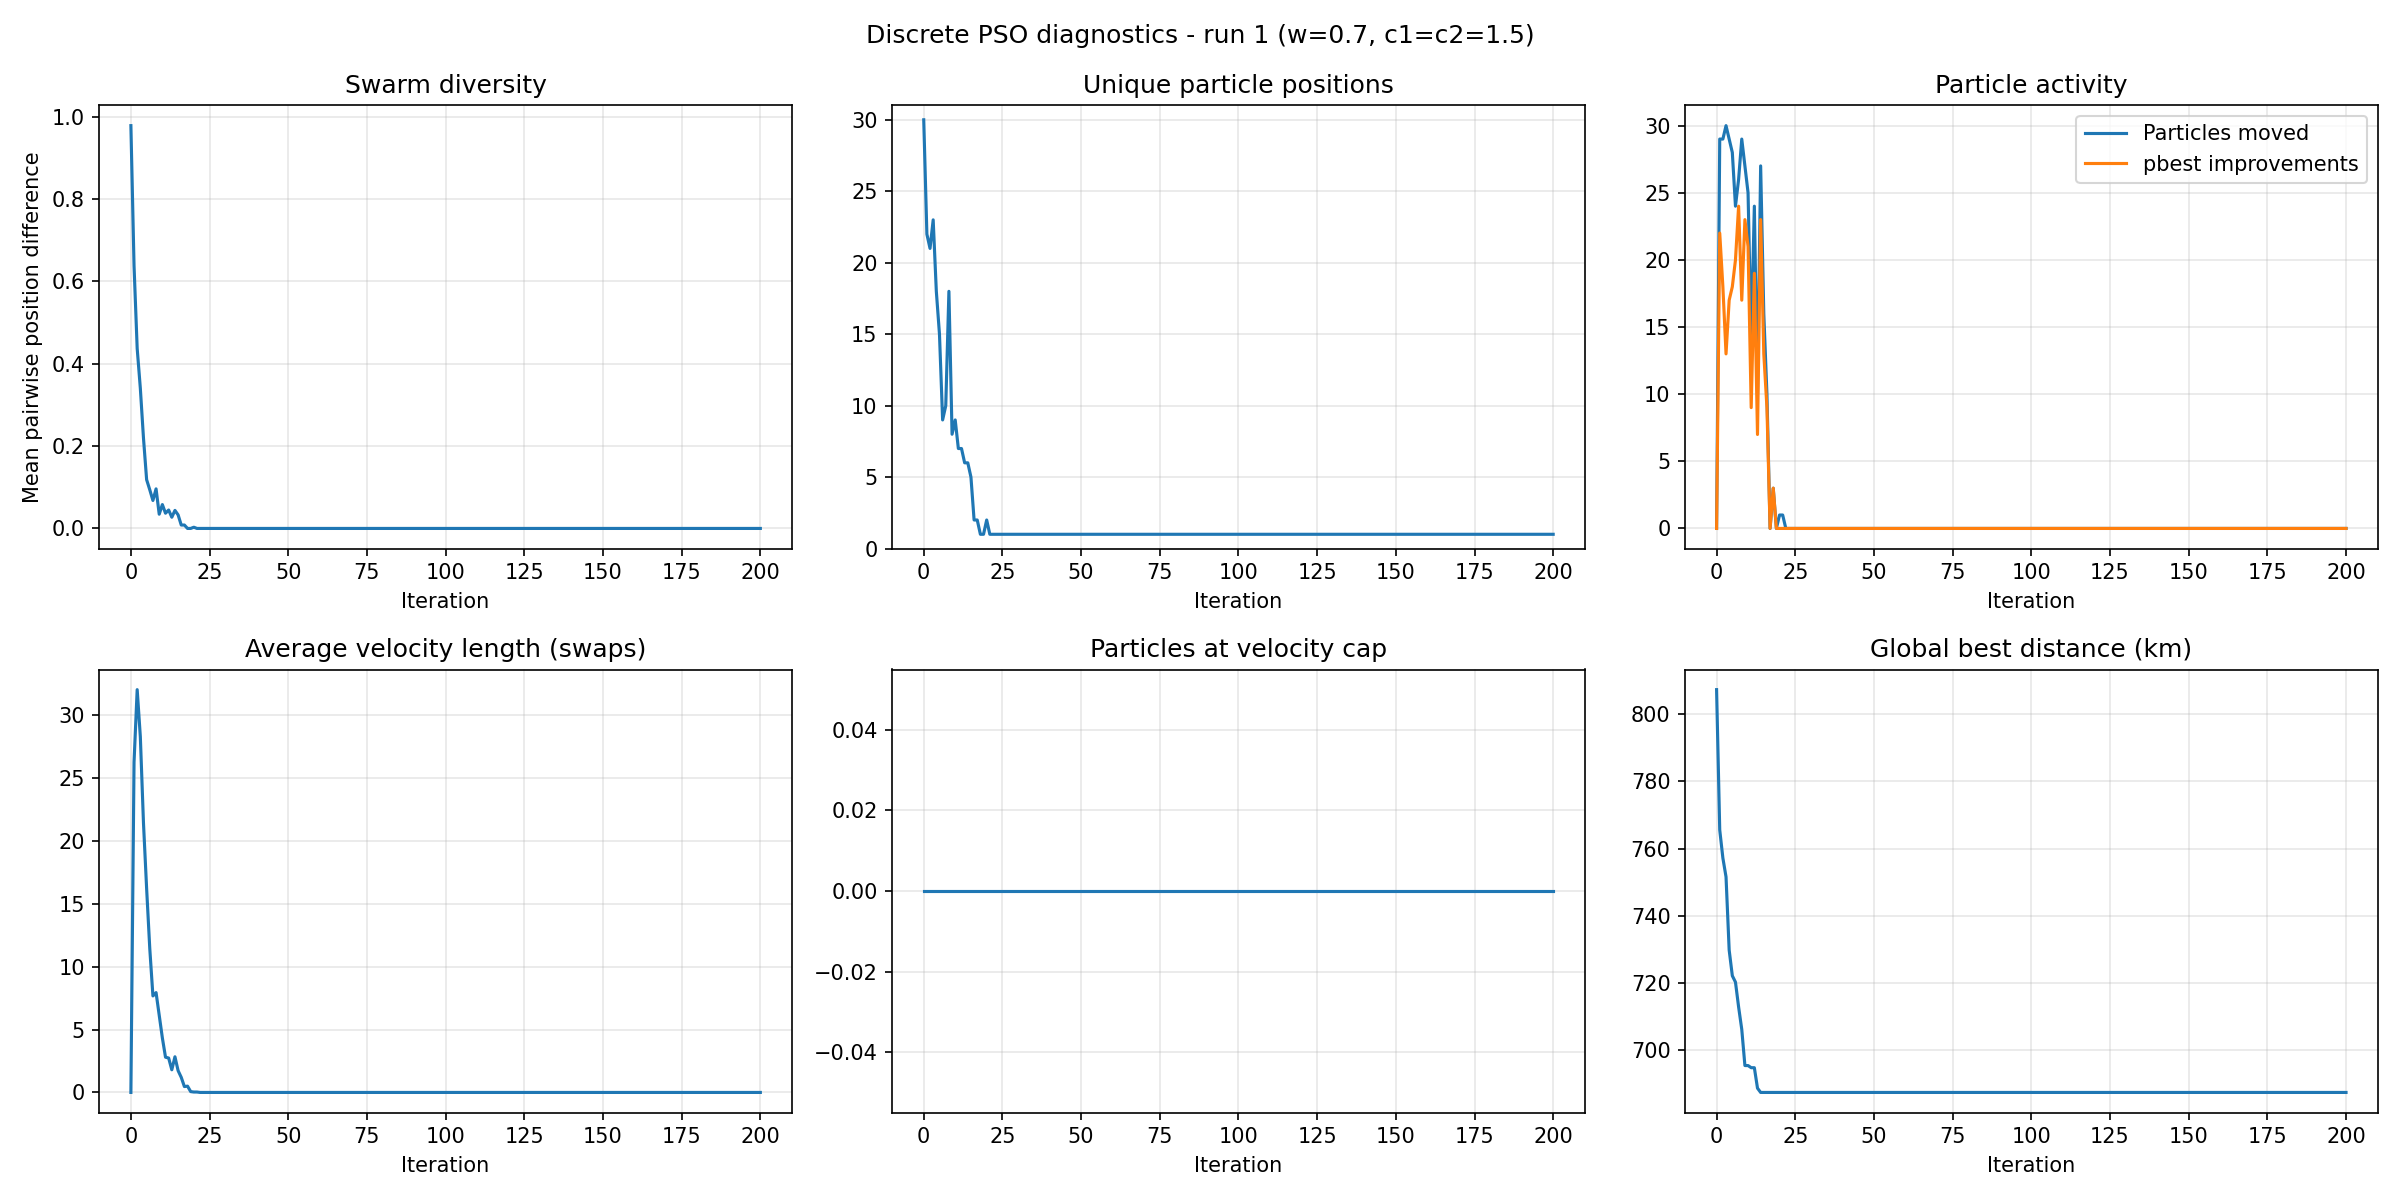 Discrete PSO diagnostics - run 1 (w=0.7, c1=c2=1.5)
Swarm diversity
Mean pairwise position difference
1.0
0.8
0.6
0.4
0.2
0.0
0 25 50 75 100 125 150 175 200
Iteration
Unique particle positions
30
25
20
15
10
5
0
0 25 50 75 100 125 150 175 200
Iteration
Particle activity
Particles moved
pbest improvements
30
25
20
15
10
5
0
0 25 50 75 100 125 150 175 200
Iteration
Average velocity length (swaps)
30
25
20
15
10
5
0
0 25 50 75 100 125 150 175 200
Iteration
Particles at velocity cap
0.04
0.02
0.00
−0.02
−0.04
0 25 50 75 100 125 150 175 200
Iteration
Global best distance (km)
800
780
760
740
720
700
0 25 50 75 100 125 150 175 200
Iteration